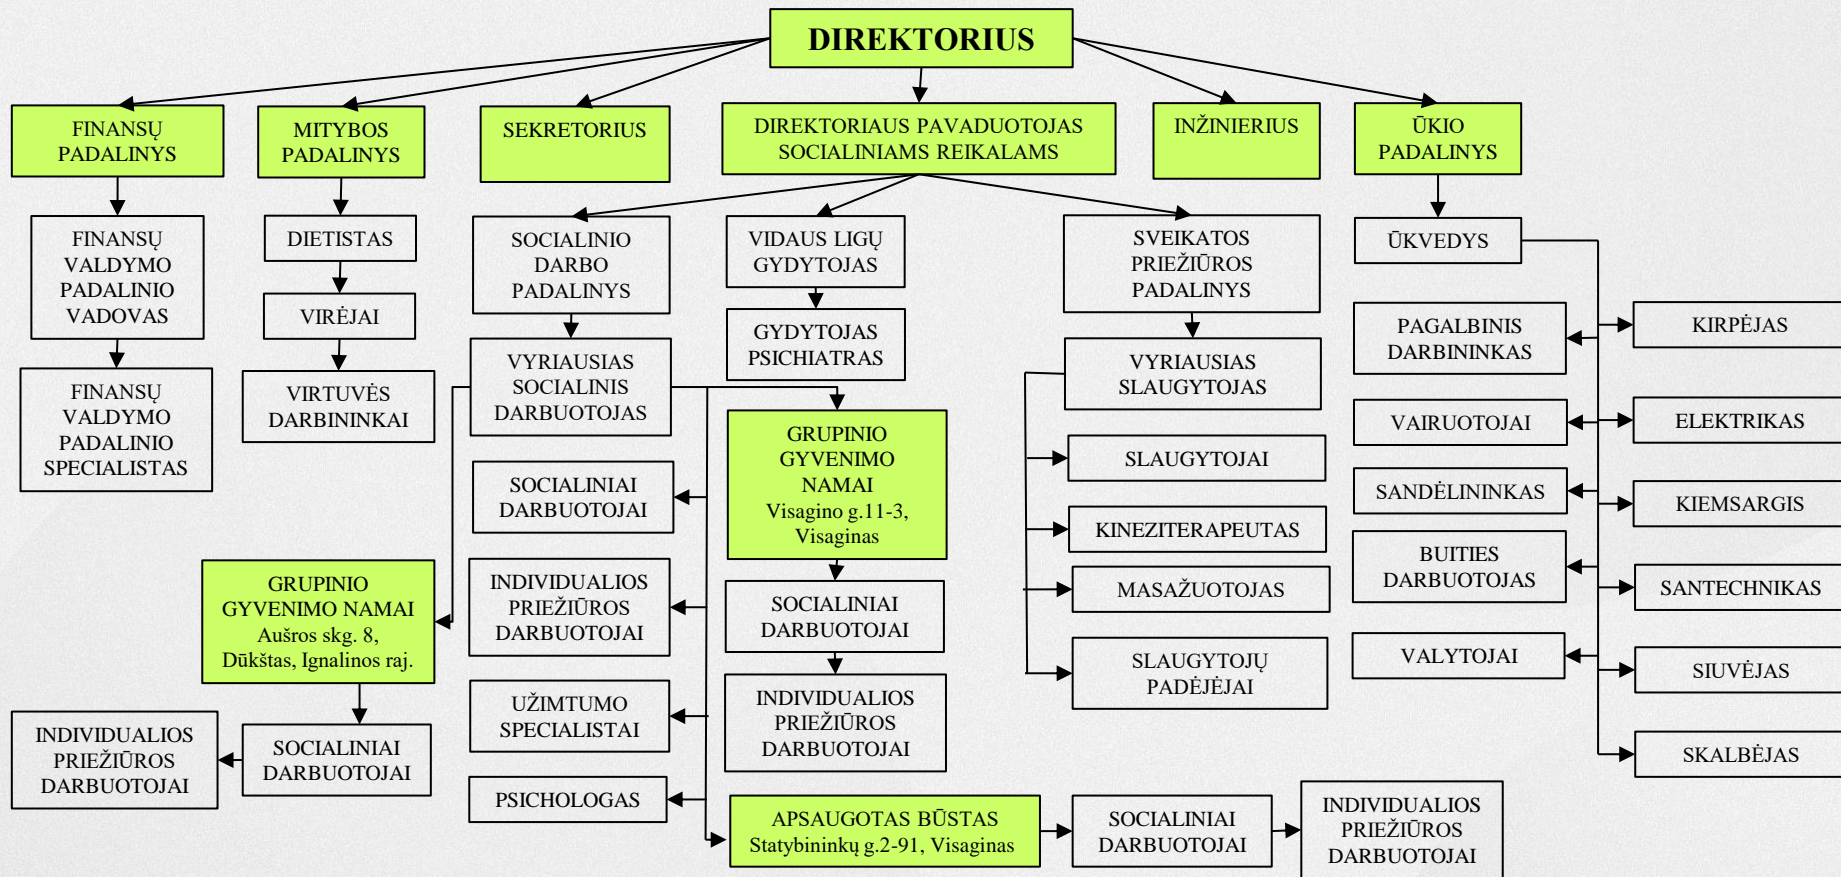 DIREKTORIUS
FINANSŲ
PADALINYS
MITYBOS
PADALINYS
SEKRETORIUS
DIREKTORIAUS PAVADUOTOJAS
SOCIALINIAMS REIKALAMS
INŽINIERIUS
ŪKIO
PADALINYS
FINANSŲ
VALDYMO
PADALINIO
VADOVAS
FINANSŲ
VALDYMO
PADALINIO
SPECIALISTAS
DIETISTAS
VIRĖJAI
VIRTUVĖS
DARBININKAI
SOCIALINIO
DARBO
PADALINYS
VYRIAUSIAS
SOCIALINIS
DARBUOTOJAS
VIDAUS LIGŲ
GYDYTOJAS
GYDYTOJAS
PSICHIATRAS
SVEIKATOS
PRIEŽIŪROS
PADALINYS
VYRIAUSIAS
SLAUGYTOJAS
ŪKVEDYS
SOCIALINIAI
DARBUOTOJAI
INDIVIDUALIOS
PRIEŽIŪROS
DARBUOTOJAI
UŽIMTUMO
SPECIALISTAI
PSICHOLOGAS
GRUPINIO
GYVENIMO
NAMAI
Visagino g.11-3,
Visaginas
SOCIALINIAI
DARBUOTOJAI
INDIVIDUALIOS
PRIEŽIŪROS
DARBUOTOJAI
GRUPINIO
GYVENIMO NAMAI
Aušros skg. 8,
Dūkštas, Ignalinos raj.
SOCIALINIAI
DARBUOTOJAI
INDIVIDUALIOS
PRIEŽIŪROS
DARBUOTOJAI
APSAUGOTAS BŪSTAS
Statybininkų g.2-91, Visaginas
SOCIALINIAI
DARBUOTOJAI
INDIVIDUALIOS
PRIEŽIŪROS
DARBUOTOJAI
SLAUGYTOJAI
KINEZITERAPEUTAS
MASAŽUOTOJAS
SLAUGYTOJŲ
PADĖJĖJAI
PAGALBINIS
DARBININKAS
VAIRUOTOJAI
SANDĖLININKAS
BUITIES
DARBUOTOJAS
VALYTOJAI
KIRPĖJAS
ELEKTRIKAS
KIEMSARGIS
SANTECHNIKAS
SIUVĖJAS
SKALBĖJAS